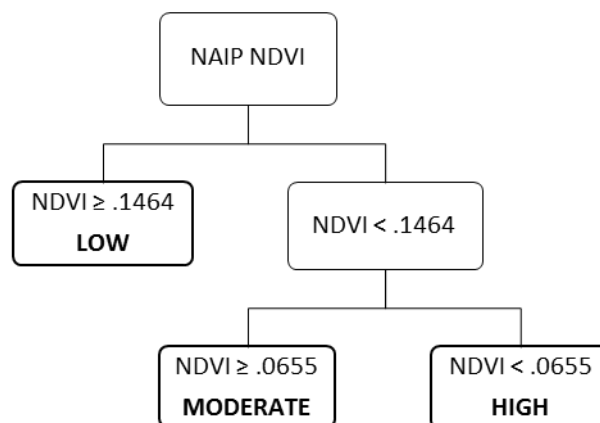 NAIP NDVI
NDVI ≥ .1464
LOW
NDVI < .1464
NDVI ≥ .0655
MODERATE
NDVI < .0655
HIGH